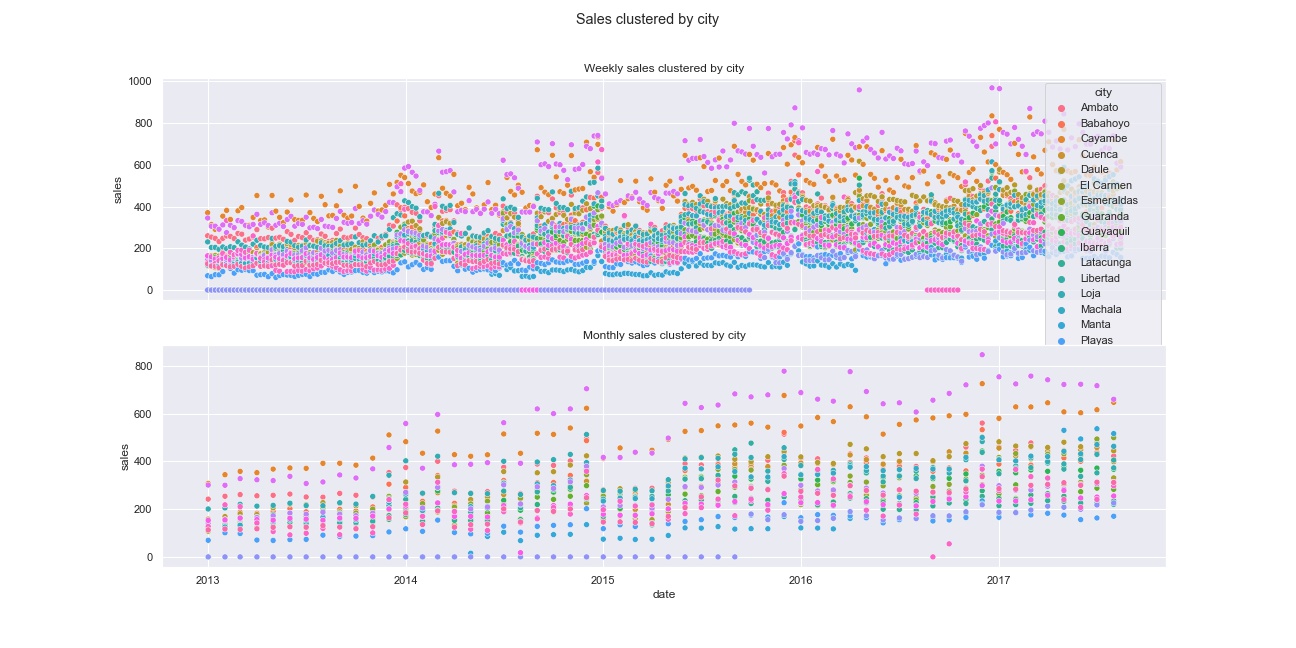 Sales clustered by city
Weekly sales clustered by city
1000
800
600
400
200
0
sales
city
Ambato
Babahoyo
Cayambe
Cuenca
Daule
El Carmen
Esmeraldas
Guaranda
Guayaquil
Ibarra
Latacunga
Libertad
Loja
Machala
Manta
Playas
Monthly sales clustered by city
800
600
400
200
0
sales
2013 2014 2015 2016 2017
date